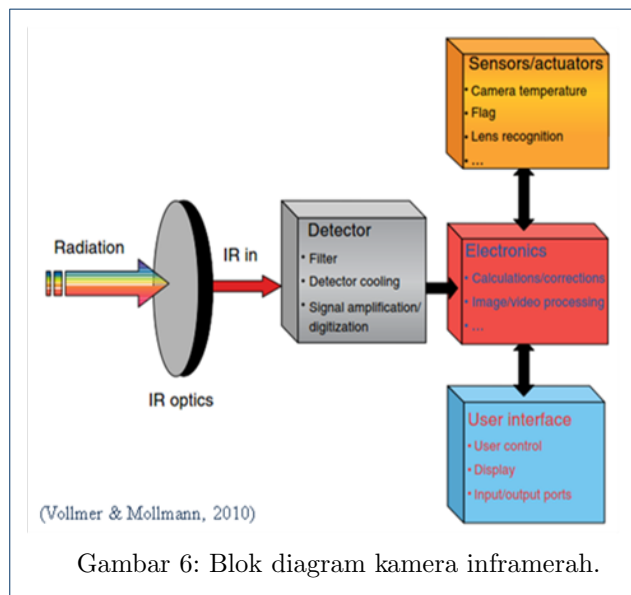 Sensors/actuators
• Camera temperature
• Flag
• Lens recognition
• ...
Radiation
IR in
IR optics
Detector
• Filter
• Detector cooling
• Signal amplification/
digitization
Electronics
• Calculations/corrections
• Image/video processing
• ...
User interface
• User control
• Display
• Input/output ports
(Vollmer & Mollmann, 2010)
Gambar 6: Blok diagram kamera inframerah.